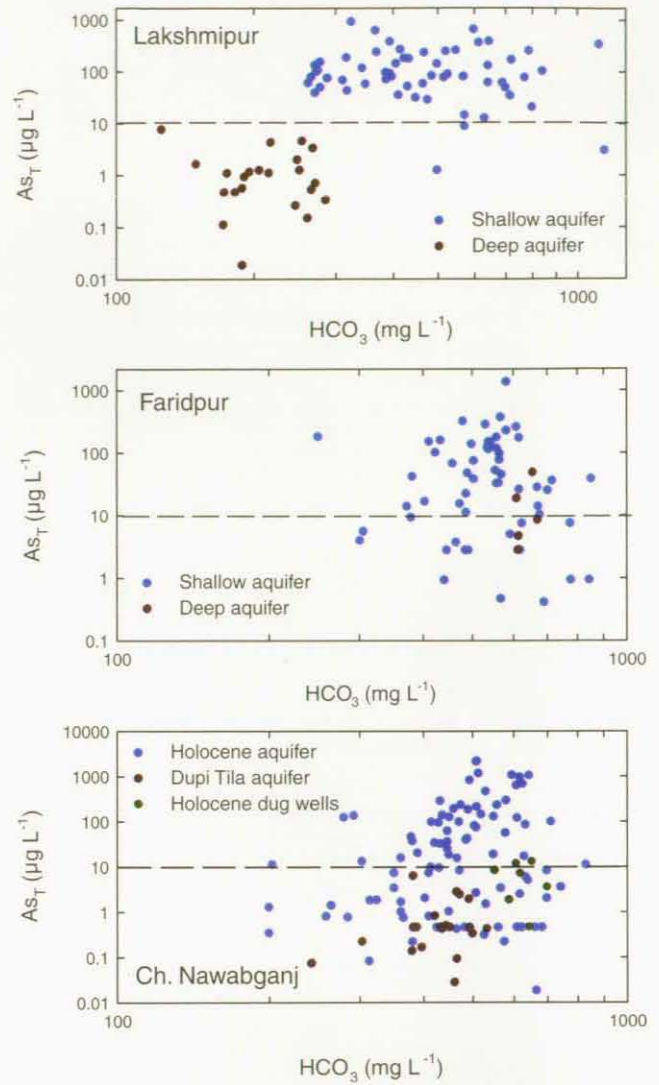 Lakshmipur
1000
100
10
1
0.1
0.01
As_T (µg L⁻¹)
Shallow aquifer
Deep aquifer
100
1000
HCO₃ (mg L⁻¹)
Faridpur
1000
100
10
1
0.1
As_T (µg L⁻¹)
Shallow aquifer
Deep aquifer
100
1000
HCO₃ (mg L⁻¹)
10000
1000
100
10
1
0.1
0.01
As_T (µg L⁻¹)
Holocene aquifer
Dupi Tila aquifer
Holocene dug wells
Ch. Nawabganj
100
1000
HCO₃ (mg L⁻¹)